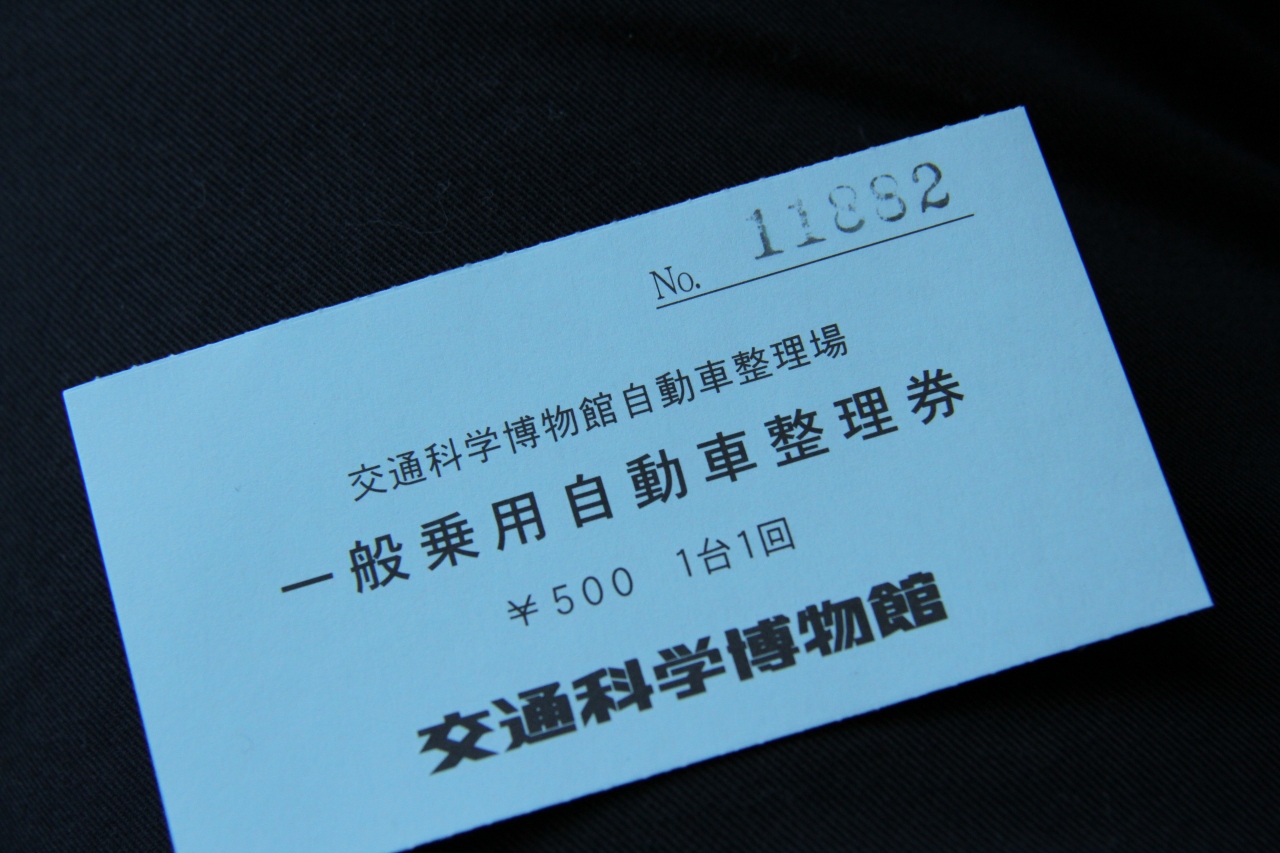 No. 11882
交通科学博物館自動車整理場
一般乗用自動車整理券
¥500 1台1回
交通科学博物館